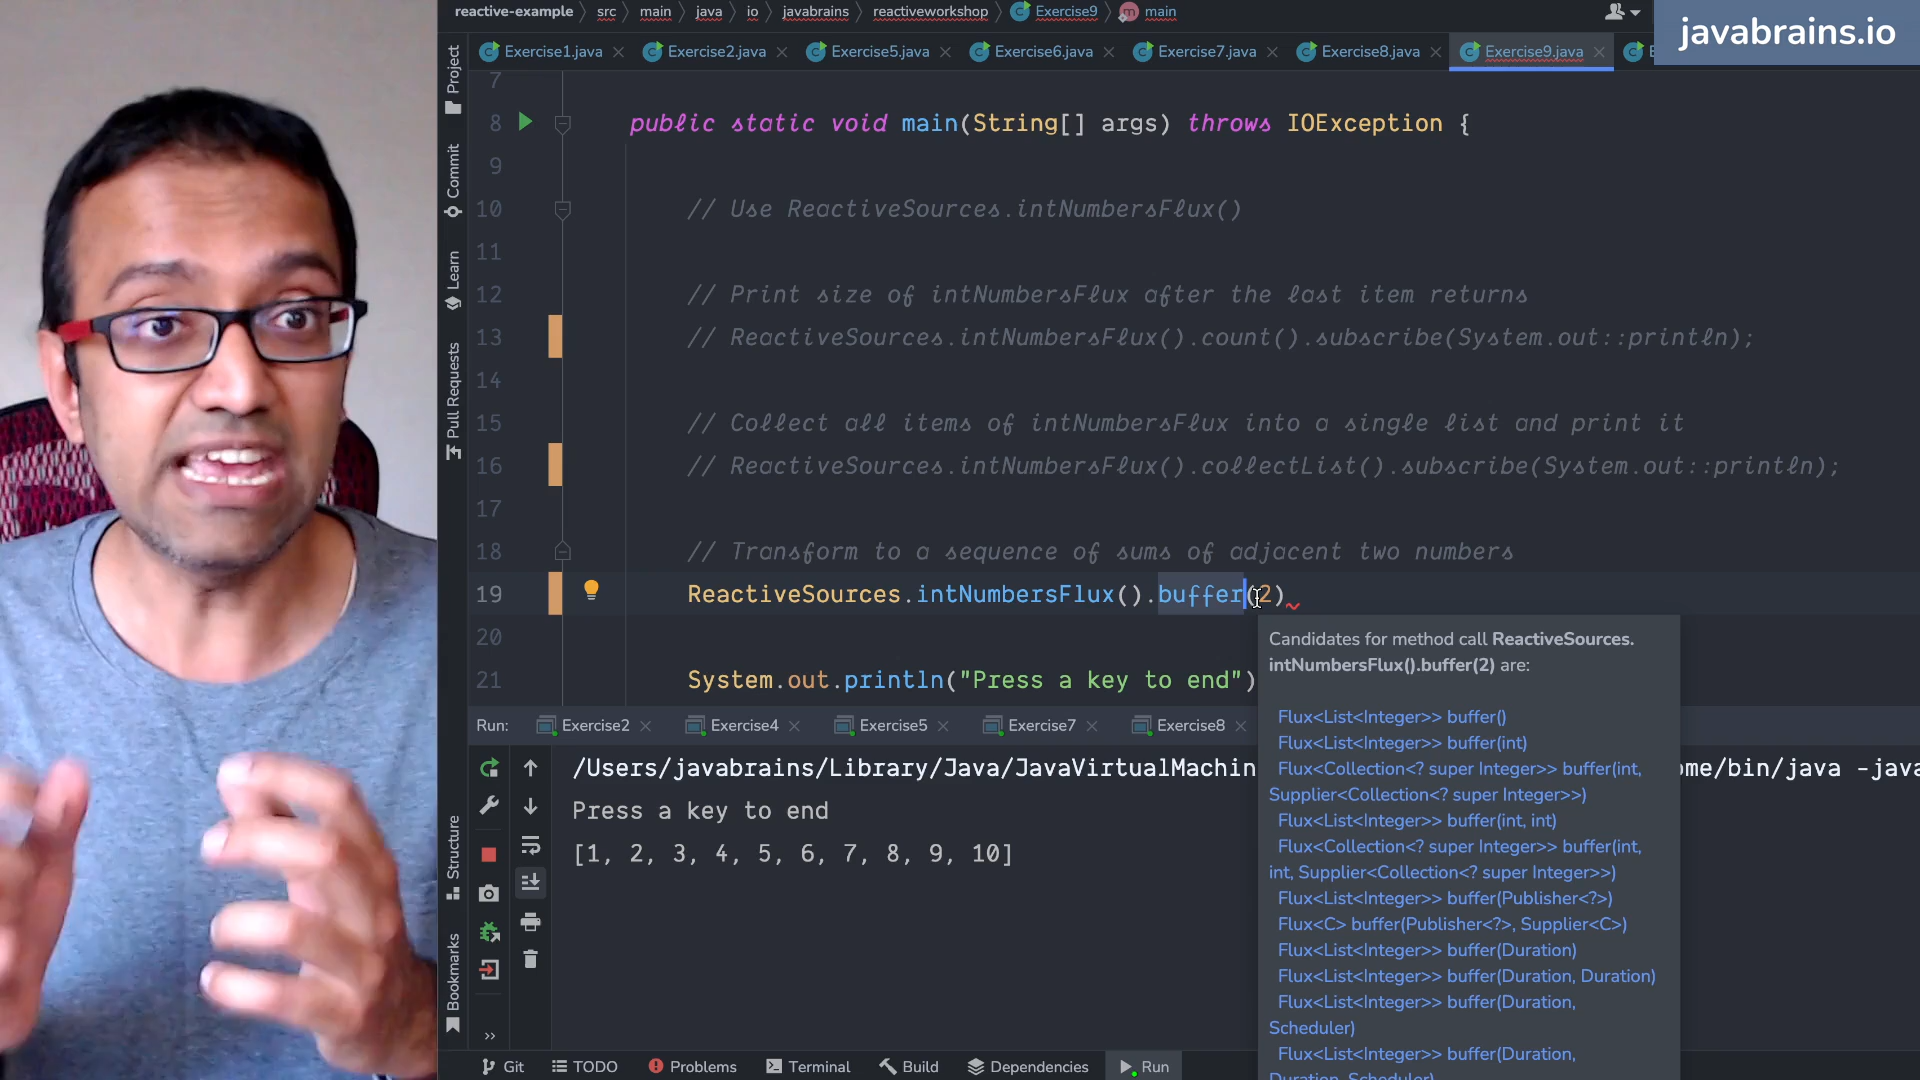 reactive-example src main java io javabrains reactiveworkshop Exercise9 main
javabrains.io
Exercise1.java Exercise2.java Exercise5.java Exercise6.java Exercise7.java Exercise8.java Exercise9.java
Project
Commit
Learn
Pull Requests
Structure
Bookmarks
7
8 public static void main(String[] args) throws IOException {
9
10 // Use ReactiveSources.intNumbersFlux()
11
12 // Print size of intNumbersFlux after the last item returns
13 // ReactiveSources.intNumbersFlux().count().subscribe(System.out::println);
14
15 // Collect all items of intNumbersFlux into a single list and print it
16 // ReactiveSources.intNumbersFlux().collectList().subscribe(System.out::println);
17
18 // Transform to a sequence of sums of adjacent two numbers
19 ReactiveSources.intNumbersFlux().buffer(2)
20
21 System.out.println("Press a key to end")
Candidates for method call ReactiveSources.
intNumbersFlux().buffer(2) are:
Flux<List<Integer>> buffer()
Flux<List<Integer>> buffer(int)
Flux<Collection<? super Integer>> buffer(int,
Supplier<Collection<? super Integer>>)
Flux<List<Integer>> buffer(int, int)
Flux<Collection<? super Integer>> buffer(int,
int, Supplier<Collection<? super Integer>>)
Flux<List<Integer>> buffer(Publisher<?>)
Flux<C> buffer(Publisher<?>, Supplier<C>)
Flux<List<Integer>> buffer(Duration)
Flux<List<Integer>> buffer(Duration, Duration)
Flux<List<Integer>> buffer(Duration,
Scheduler)
Flux<List<Integer>> buffer(Duration,
Duration, Scheduler)
Run: Exercise2 Exercise4 Exercise5 Exercise7 Exercise8
/Users/javabrains/Library/Java/JavaVirtualMachin ome/bin/java -java
Press a key to end
[1, 2, 3, 4, 5, 6, 7, 8, 9, 10]
Git TODO Problems Terminal Build Dependencies Run